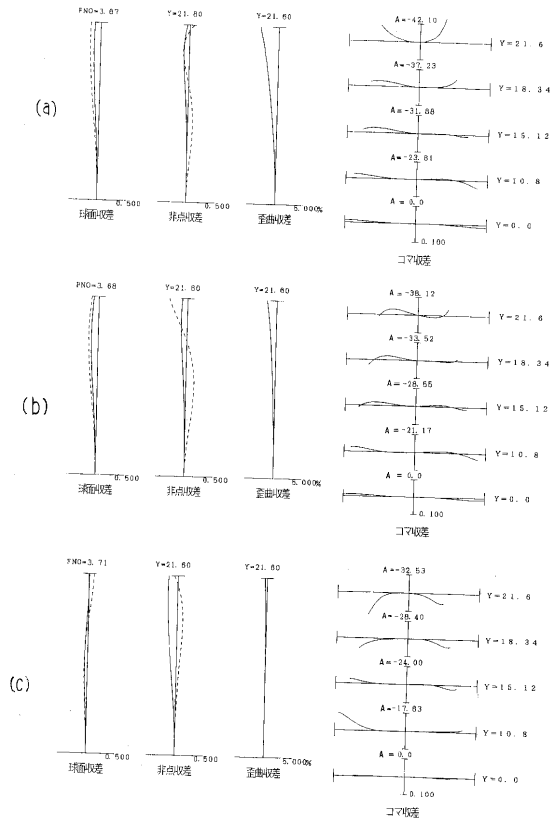 (a)
FNO=3.67
Y=21.60
Y=21.60
0.500
0.500
5.000%
球面収差
非点収差
歪曲収差
A=-42.10
Y=21.6
A=-37.23
Y=18.34
A=-31.88
Y=15.12
A=-23.81
Y=10.8
A=0.0
Y=0.0
0.100
コマ収差
(b)
FNO=3.68
Y=21.60
Y=21.60
0.500
0.500
5.000%
球面収差
非点収差
歪曲収差
A=-38.12
Y=21.6
A=-33.52
Y=18.34
A=-28.55
Y=15.12
A=-21.17
Y=10.8
A=0.0
Y=0.0
0.100
コマ収差
(c)
FNO=3.71
Y=21.60
Y=21.60
0.500
0.500
5.000%
球面収差
非点収差
歪曲収差
A=-32.53
Y=21.6
A=-28.40
Y=18.34
A=-24.00
Y=15.12
A=-17.63
Y=10.8
A=0.0
Y=0.0
0.100
コマ収差